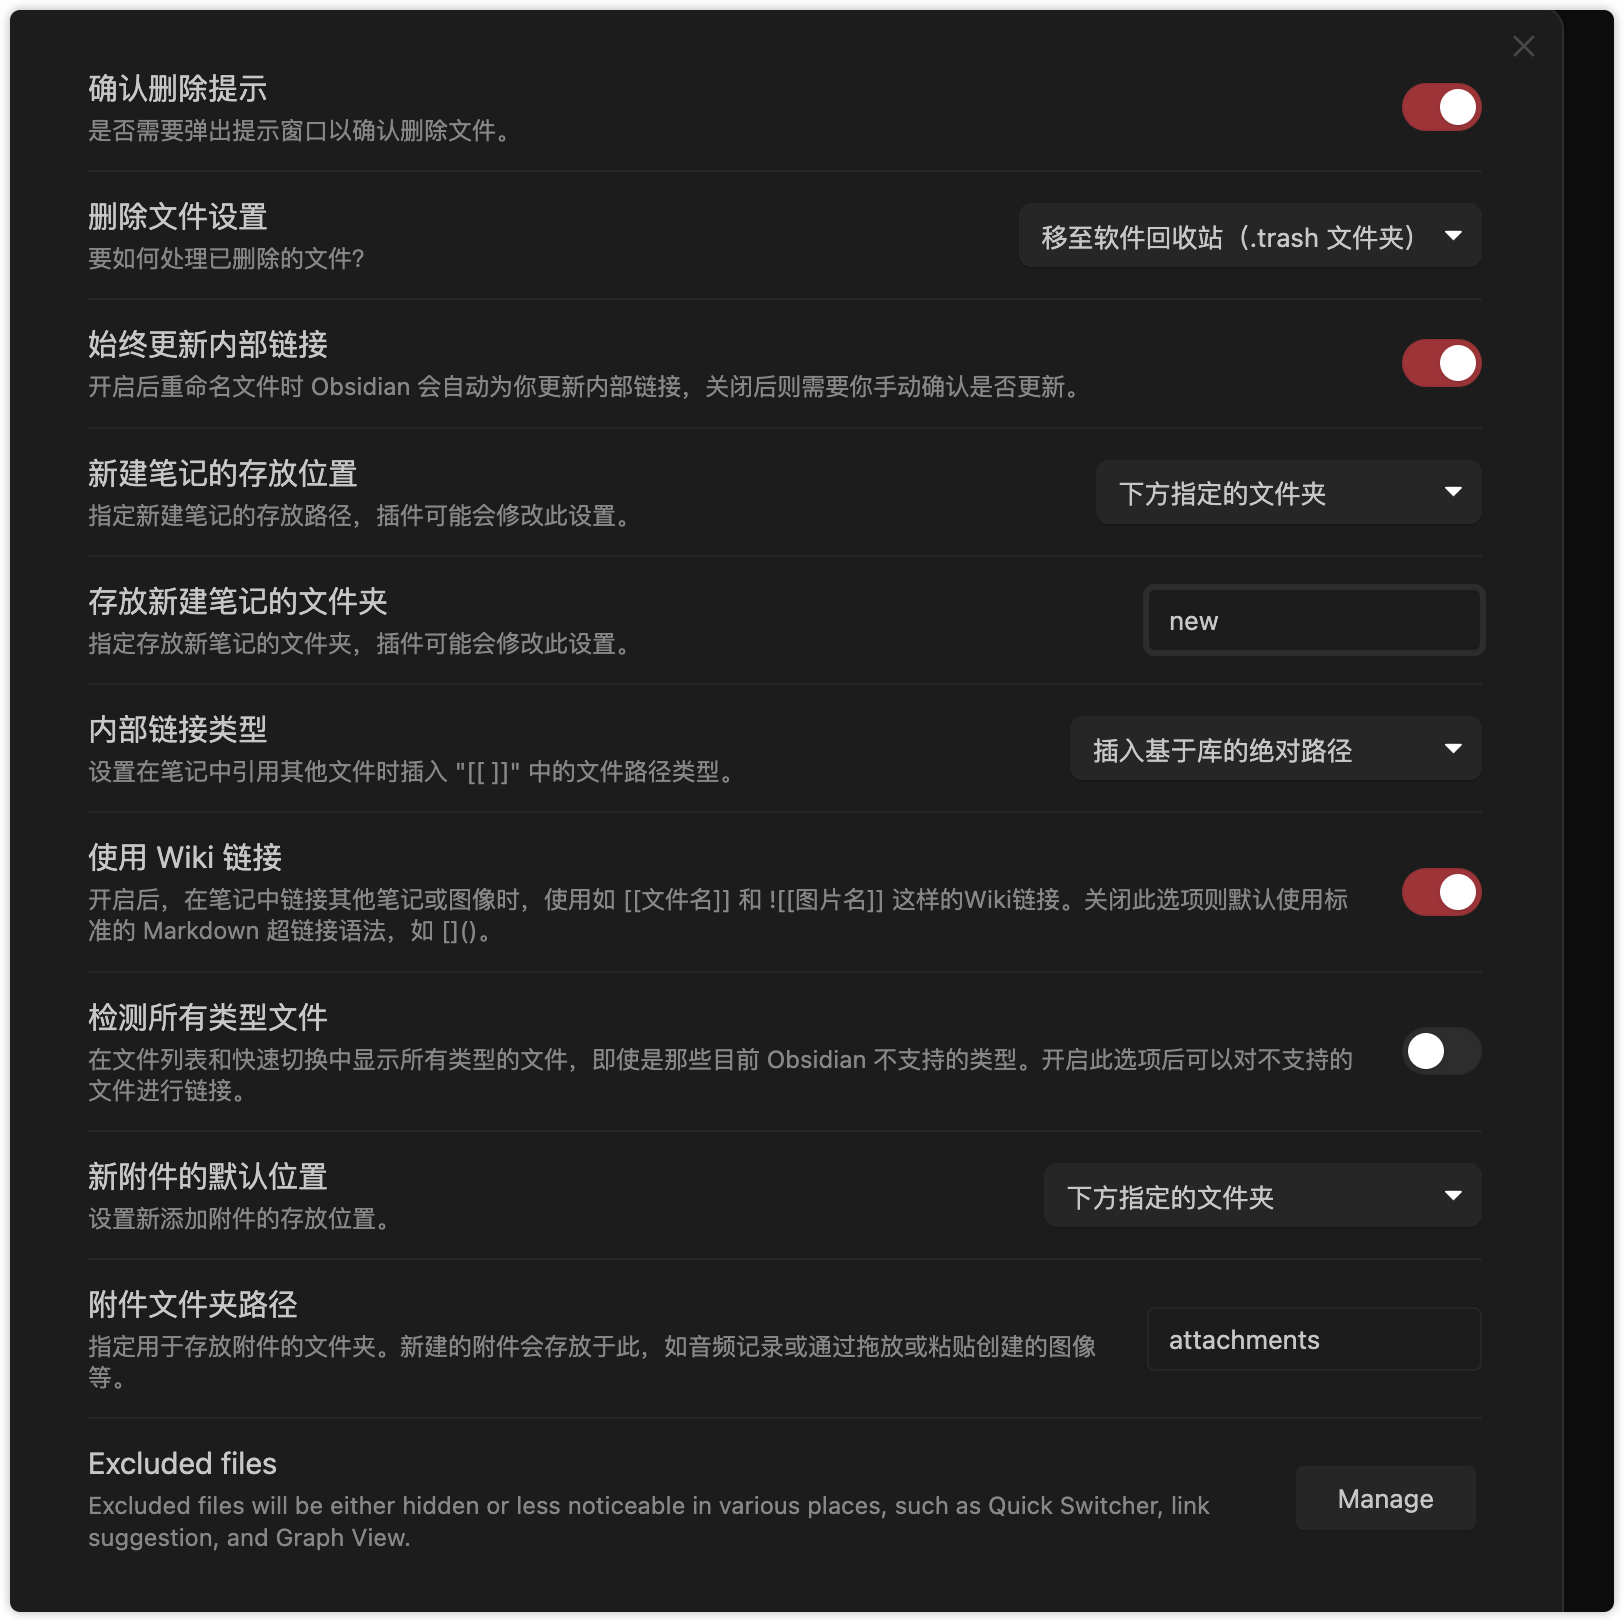 确认删除提示
是否需要弹出提示窗口以确认删除文件。
删除文件设置
要如何处理已删除的文件?
移至软件回收站（.trash 文件夹）
始终更新内部链接
开启后重命名文件时 Obsidian 会自动为你更新内部链接，关闭后则需要你手动确认是否更新。
新建笔记的存放位置
指定新建笔记的存放路径，插件可能会修改此设置。
下方指定的文件夹
存放新建笔记的文件夹
指定存放新笔记的文件夹，插件可能会修改此设置。
new
内部链接类型
设置在笔记中引用其他文件时插入 "[[ ]]" 中的文件路径类型。
插入基于库的绝对路径
使用 Wiki 链接
开启后，在笔记中链接其他笔记或图像时，使用如 [[文件名]] 和 ![[图片名]] 这样的Wiki链接。关闭此选项则默认使用标
准的 Markdown 超链接语法，如 []()。
检测所有类型文件
在文件列表和快速切换中显示所有类型的文件，即使是那些目前 Obsidian 不支持的类型。开启此选项后可以对不支持的
文件进行链接。
新附件的默认位置
设置新添加附件的存放位置。
下方指定的文件夹
附件文件夹路径
指定用于存放附件的文件夹。新建的附件会存放于此，如音频记录或通过拖放或粘贴创建的图像
等。
attachments
Excluded files
Excluded files will be either hidden or less noticeable in various places, such as Quick Switcher, link
suggestion, and Graph View.
Manage